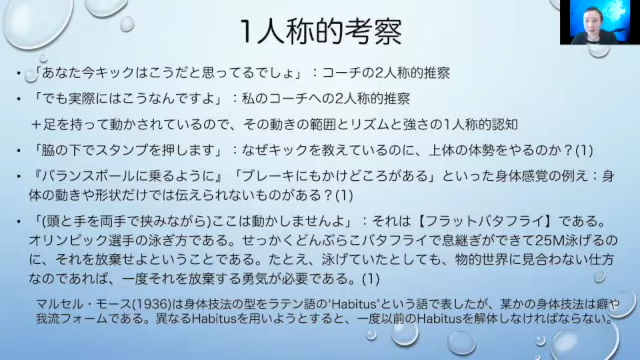 1人称的考察
• 「あなた今キックはこうだと思ってるでしょ」：コーチの2人称的推察
• 「でも実際にはこうなんですよ」：私のコーチへの2人称的推察
＋足を持って動かされているので、その動きの範囲とリズムと強さの1人称的認知
• 「脇の下でスタンプを押します」：なぜキックを教えているのに、上体の体勢をやるのか？(1)
• 『バランスボールに乗るように』『ブレーキにもかけどころがある」といった身体感覚の例え：身
体の動きや形状だけでは伝えられないものがある？(1)
• 「(頭と手を両手で挟みながら)ここは動かしませんよ」：それは【フラットバタフライ】である。
オリンピック選手の泳ぎ方である。せっかくどんぶらこバタフライで息継ぎができて25M泳げるの
に、それを放棄せよということである。たとえ、泳げていたとしても、物的世界に見合わない仕方
なのであれば、一度それを放棄する勇気が必要である。(1)
マルセル・モース(1936)は身体技法の型をラテン語の‘Habitus’という語で表したが、某かの身体技法は癖や
我流フォームである。異なるHabitusを用いようとすると、一度以前のHabitusを解体しなければならない。